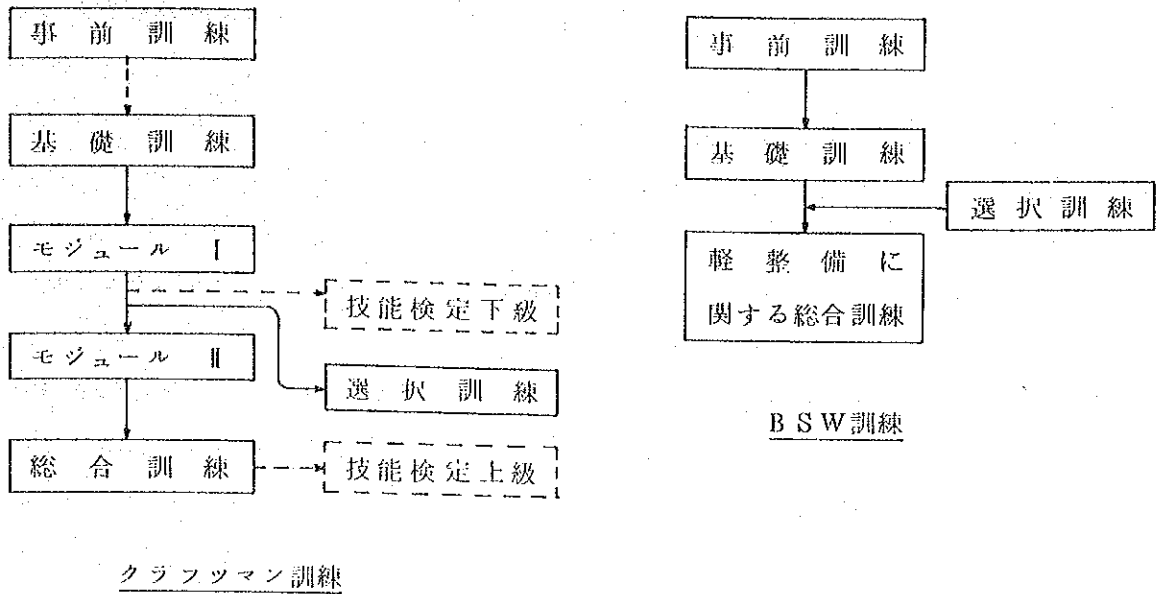 事前訓練
基礎訓練
モジュール Ⅰ
技能検定下級
モジュール Ⅱ
選択訓練
総合訓練
技能検定上級
クラフツマン訓練
事前訓練
基礎訓練
選択訓練
軽整備に
関する総合訓練
BSW訓練